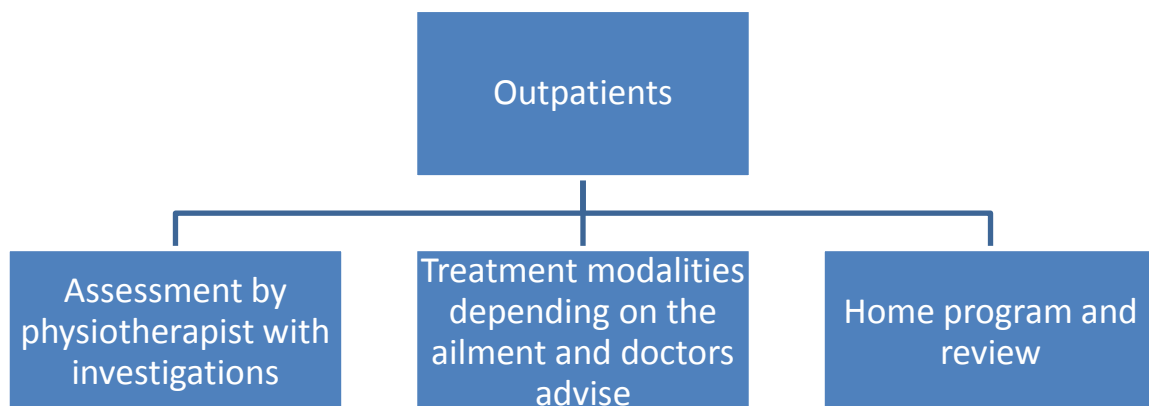 Outpatients
Assessment by
physiotherapist with
investigations
Treatment modalities
depending on the
ailment and doctors
advise
Home program and
review